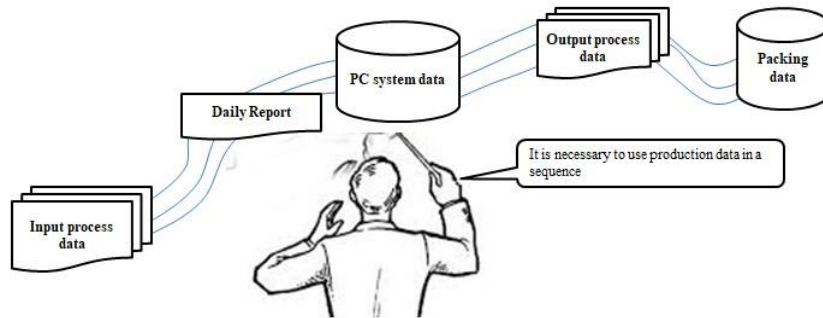 Output process
data
Packing
data
PC system data
Daily Report
It is necessary to use production data in a
sequence
Input process
data